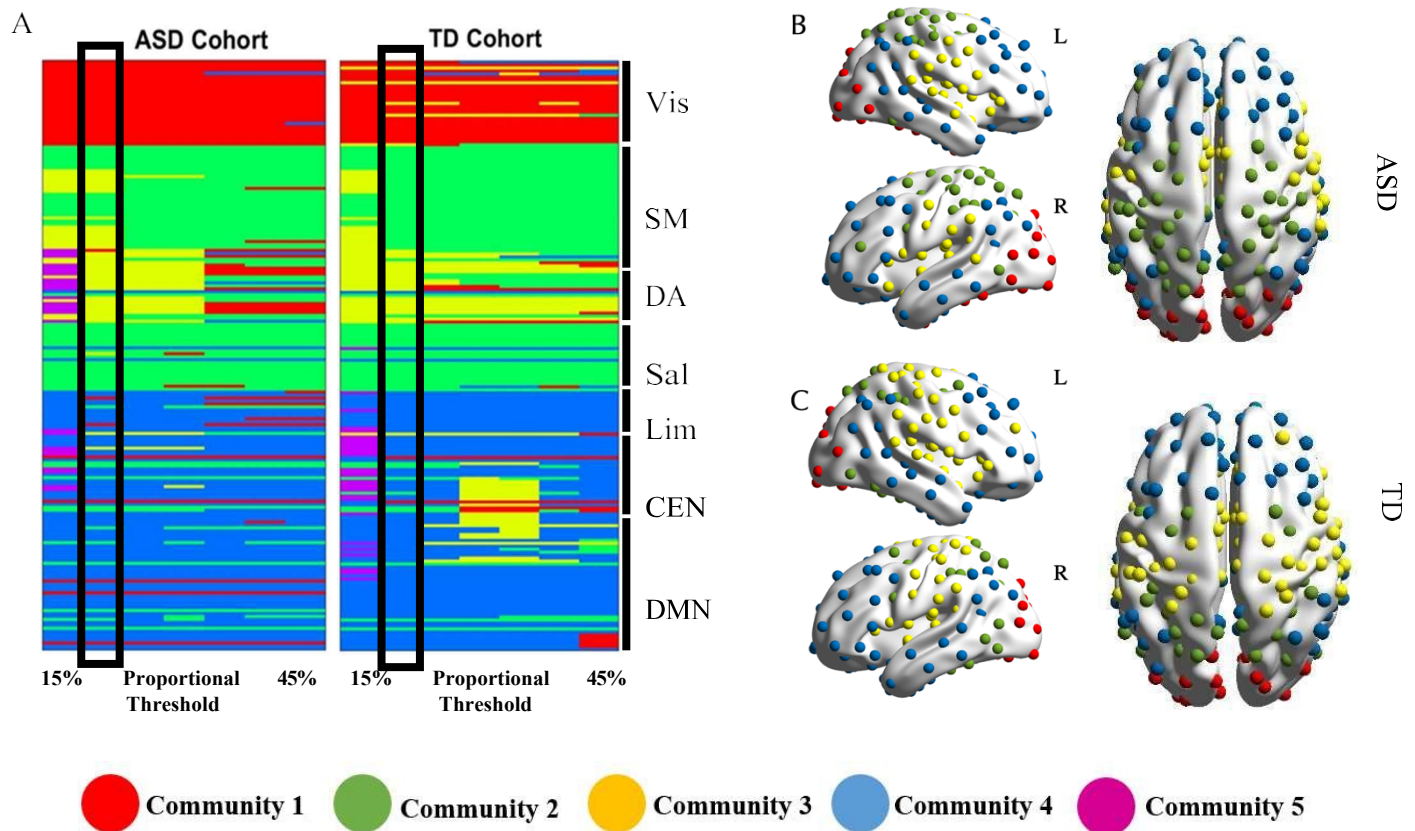 A
ASD Cohort
TD Cohort
Vis
SM
DA
Sal
Lim
CEN
DMN
15%
Proportional
Threshold
45%
15%
Proportional
Threshold
45%
B
L
R
ASD
C
L
R
TD
Community 1
Community 2
Community 3
Community 4
Community 5